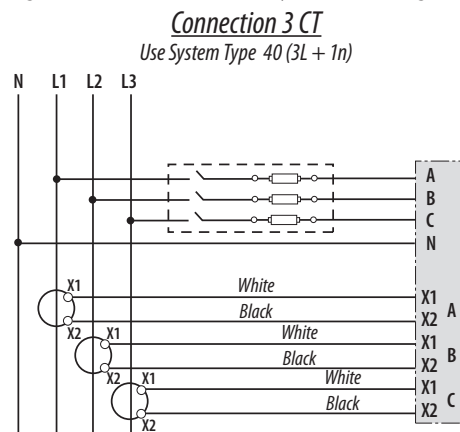 Connection 3 CT
Use System Type 40 (3L + 1n)
N L1 L2 L3
A
B
C
N
X1 White X1
X2 Black X2 A
X1 White X1
X2 Black X2 B
X1 White X1
X2 Black X2 C